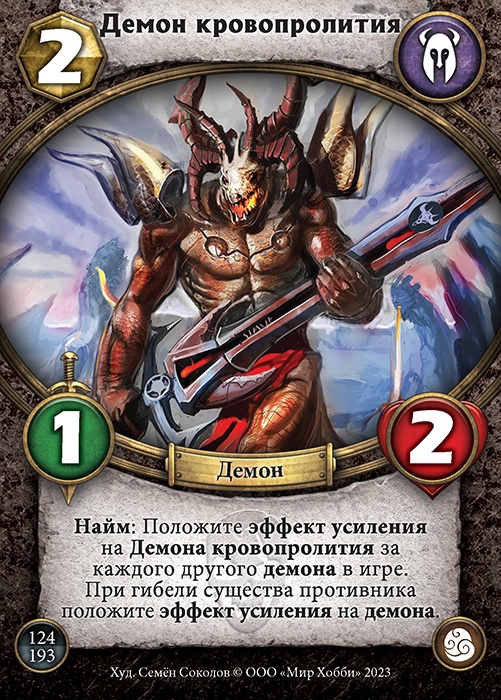 Демон кровопролития
2
1
2
Демон
Найм: Положите эффект усиления
на Демона кровопролития за
каждого другого демона в игре.
При гибели существа противника
положите эффект усиления на демона.
124
193
Худ. Семён Соколов © ООО «Мир Хобби» 2023